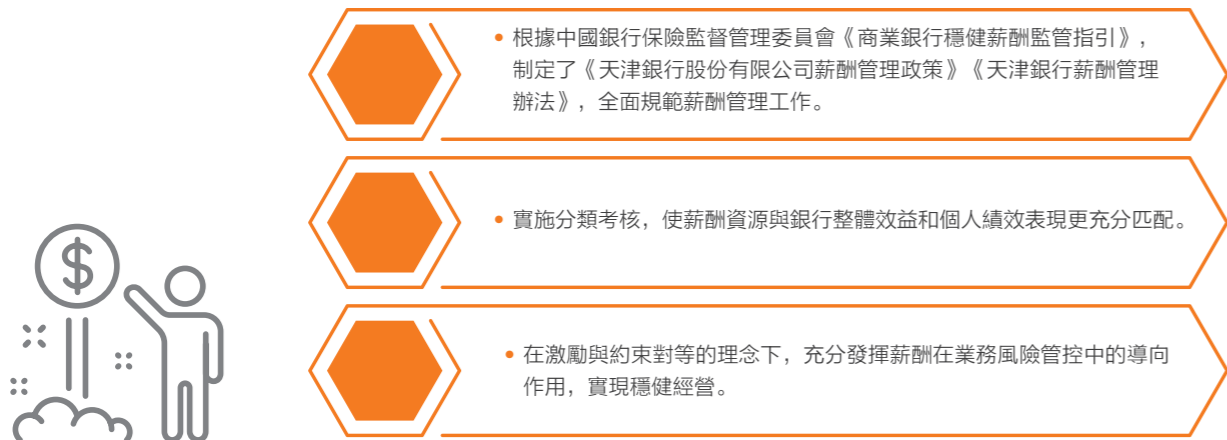 • 根據中國銀行保險監督管理委員會《商業銀行穩健薪酬監管指引》，
制定了《天津銀行股份有限公司薪酬管理政策》《天津銀行薪酬管理
辦法》，全面規範薪酬管理工作。
• 實施分類考核，使薪酬資源與銀行整體效益和個人績效表現更充分匹配。
• 在激勵與約束對等的理念下，充分發揮薪酬在業務風險管控中的導向
作用，實現穩健經營。
$